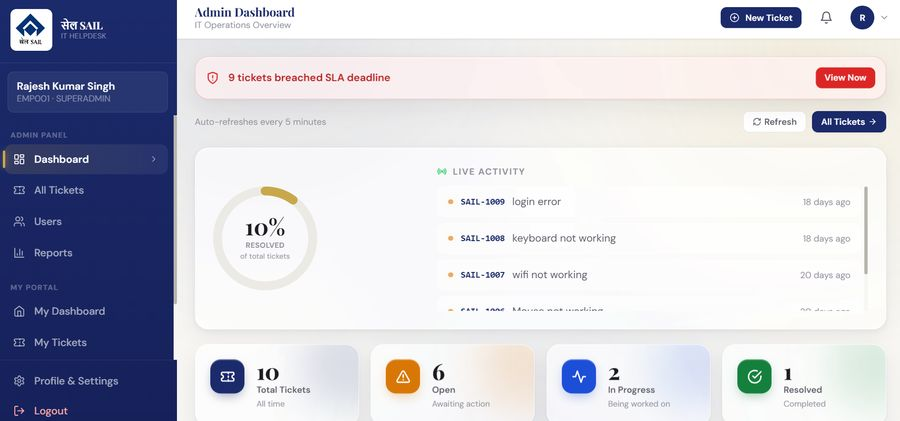 सेल SAIL
सेल SAIL
IT HELPDESK
Rajesh Kumar Singh
EMP001 · SUPERADMIN
ADMIN PANEL
Dashboard
All Tickets
Users
Reports
MY PORTAL
My Dashboard
My Tickets
Profile & Settings
Logout
Admin Dashboard
IT Operations Overview
New Ticket
R
9 tickets breached SLA deadline
View Now
Auto-refreshes every 5 minutes
Refresh
All Tickets →
10%
RESOLVED
of total tickets
LIVE ACTIVITY
SAIL-1009 login error 18 days ago
SAIL-1008 keyboard not working 18 days ago
SAIL-1007 wifi not working 20 days ago
SAIL-1006 Mouse not working 20 days ago
10
Total Tickets
All time
6
Open
Awaiting action
2
In Progress
Being worked on
1
Resolved
Completed